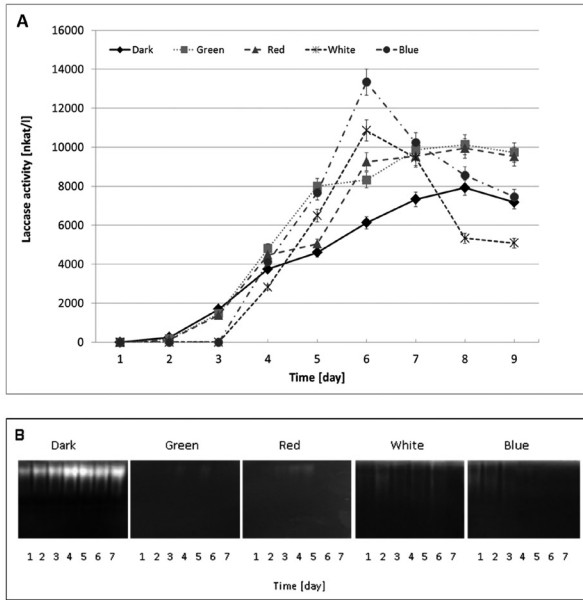 A
Laccase activity [nkat/l]
16000
14000
12000
10000
8000
6000
4000
2000
0
Dark Green Red White Blue
1 2 3 4 5 6 7 8 9
Time [day]
B
Dark Green Red White Blue
1 2 3 4 5 6 7 1 2 3 4 5 6 7 1 2 3 4 5 6 7 1 2 3 4 5 6 7 1 2 3 4 5 6 7
Time [day]